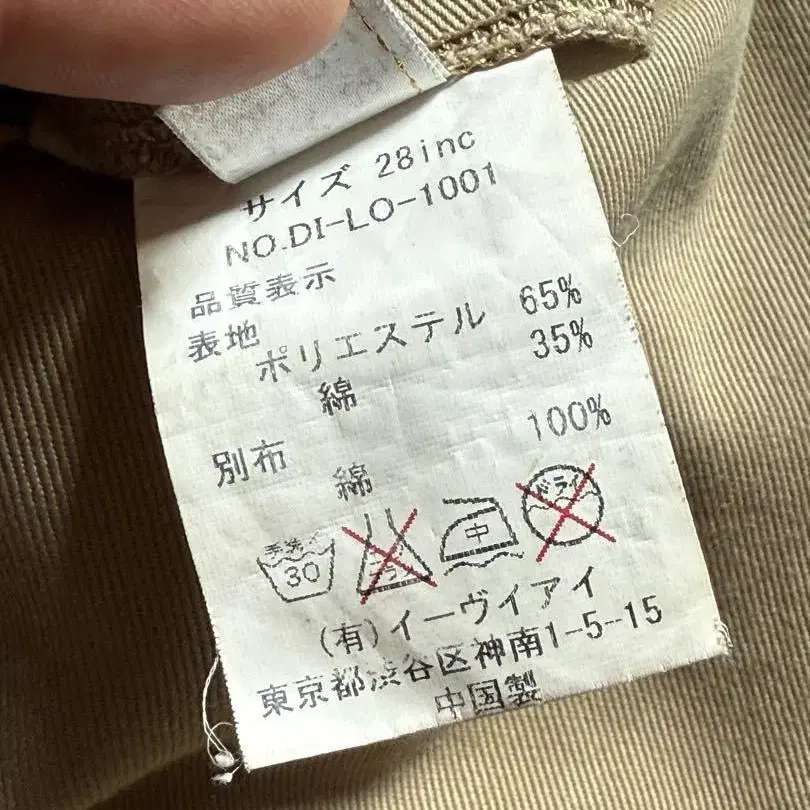 サイズ 28inc
NO.DI-LO-1001
品質表示
表地
ポリエステル 65%
綿 35%
別布
綿 100%
手洗イ
30
中
ドライ
(有)イーヴィアイ
東京都渋谷区神南1-5-15
中国製